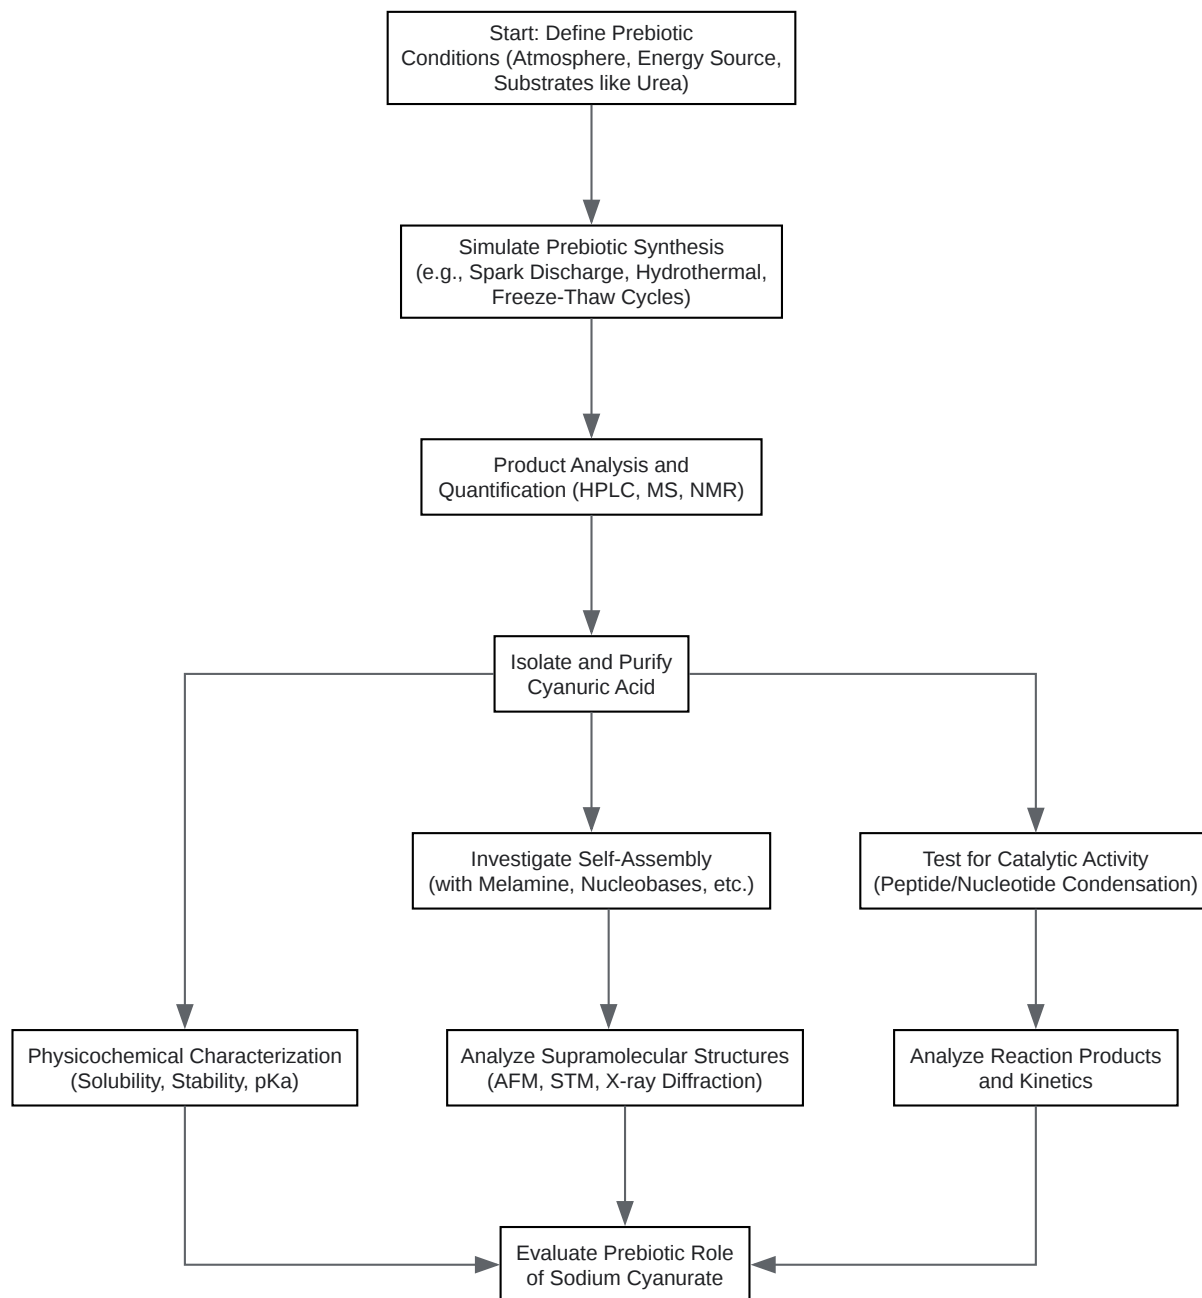 Start: Define Prebiotic
Conditions (Atmosphere, Energy Source,
Substrates like Urea)
Simulate Prebiotic Synthesis
(e.g., Spark Discharge, Hydrothermal,
Freeze-Thaw Cycles)
Product Analysis and
Quantification (HPLC, MS, NMR)
Isolate and Purify
Cyanuric Acid
Investigate Self-Assembly
(with Melamine, Nucleobases, etc.)
Test for Catalytic Activity
(Peptide/Nucleotide Condensation)
Physicochemical Characterization
(Solubility, Stability, pKa)
Analyze Supramolecular Structures
(AFM, STM, X-ray Diffraction)
Analyze Reaction Products
and Kinetics
Evaluate Prebiotic Role
of Sodium Cyanurate